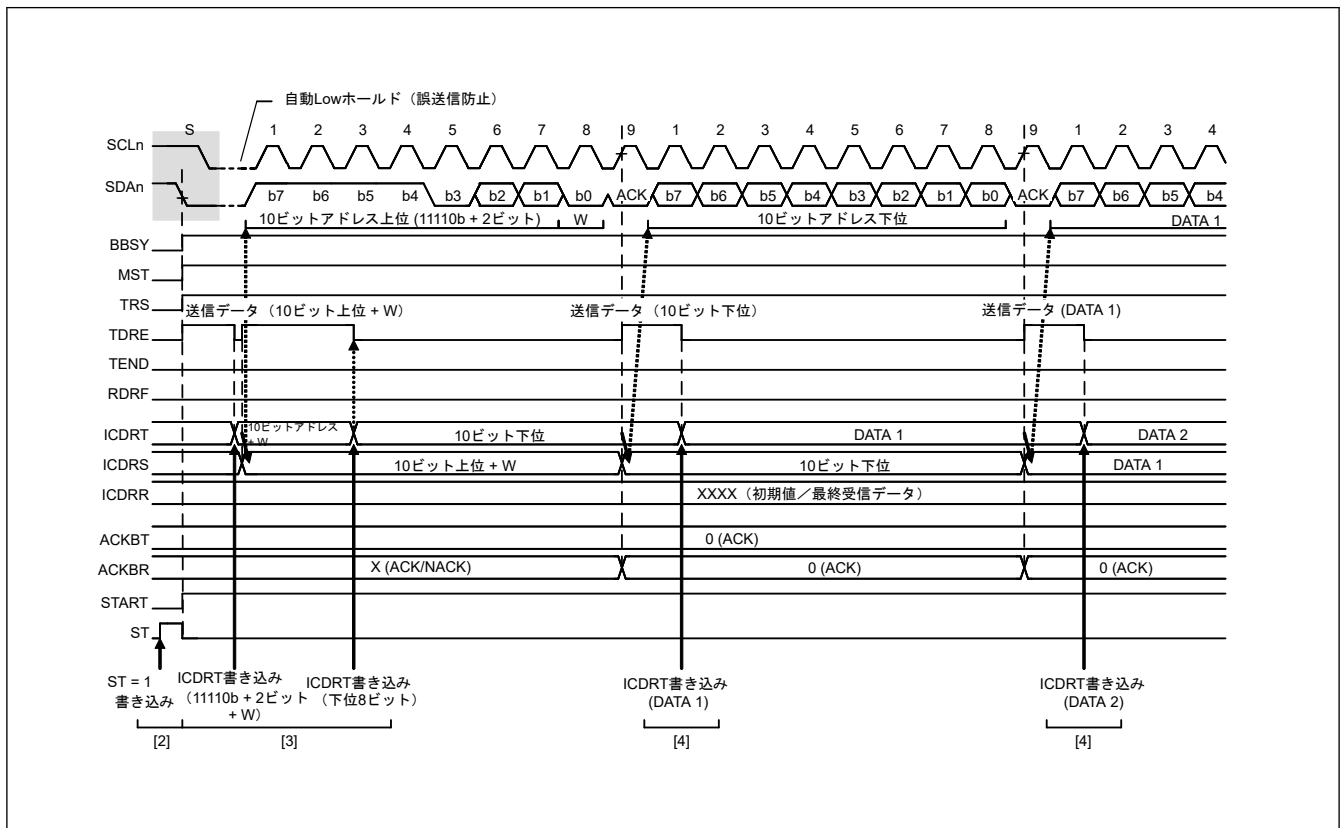 自動Lowホールド（誤送信防止）
S 1 2 3 4 5 6 7 8 9 1 2 3 4 5 6 7 8 9 1 2 3 4
SCLn
SDAn b7 b6 b5 b4 b3 b2 b1 b0 ACK b7 b6 b5 b4 b3 b2 b1 b0 ACK b7 b6 b5 b4
10ビットアドレス上位 (11110b + 2ビット) W 10ビットアドレス下位 DATA 1
BBSY
MST
TRS
送信データ（10ビット上位 + W） 送信データ（10ビット下位） 送信データ (DATA 1)
TDRE
TEND
RDRF
ICDRT 10ビットアドレス + W 10ビット下位 DATA 1 DATA 2
ICDRS 10ビット上位 + W 10ビット下位 DATA 1
ICDRR XXXX（初期値／最終受信データ）
ACKBT 0 (ACK)
ACKBR X (ACK/NACK) 0 (ACK) 0 (ACK)
START
ST
ST = 1
書き込み
ICDRT書き込み
（11110b + 2ビット
+ W）
ICDRT書き込み
（下位8ビット）
ICDRT書き込み
(DATA 1)
ICDRT書き込み
(DATA 2)
[2] [3] [4] [4]